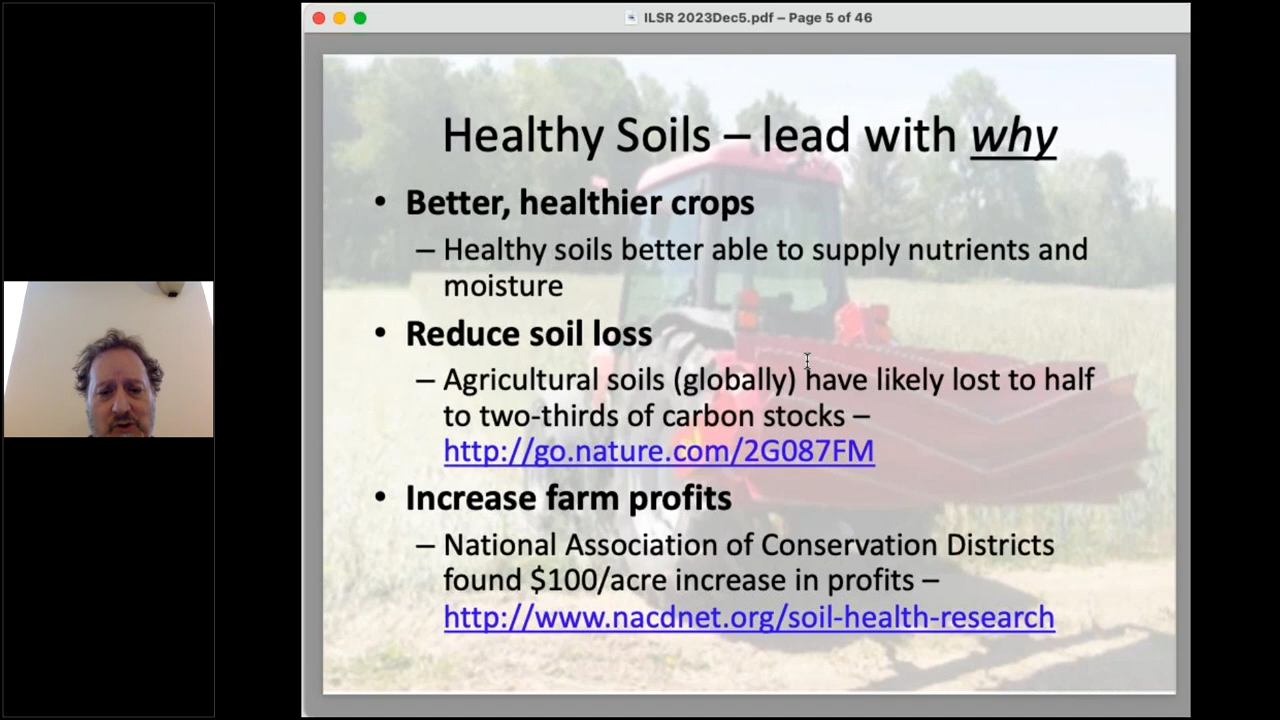 ILSR 2023Dec5.pdf – Page 5 of 46
Healthy Soils – lead with why
• Better, healthier crops
– Healthy soils better able to supply nutrients and
moisture
• Reduce soil loss
– Agricultural soils (globally) have likely lost to half
to two-thirds of carbon stocks –
http://go.nature.com/2G087FM
• Increase farm profits
– National Association of Conservation Districts
found $100/acre increase in profits –
http://www.nacdnet.org/soil-health-research